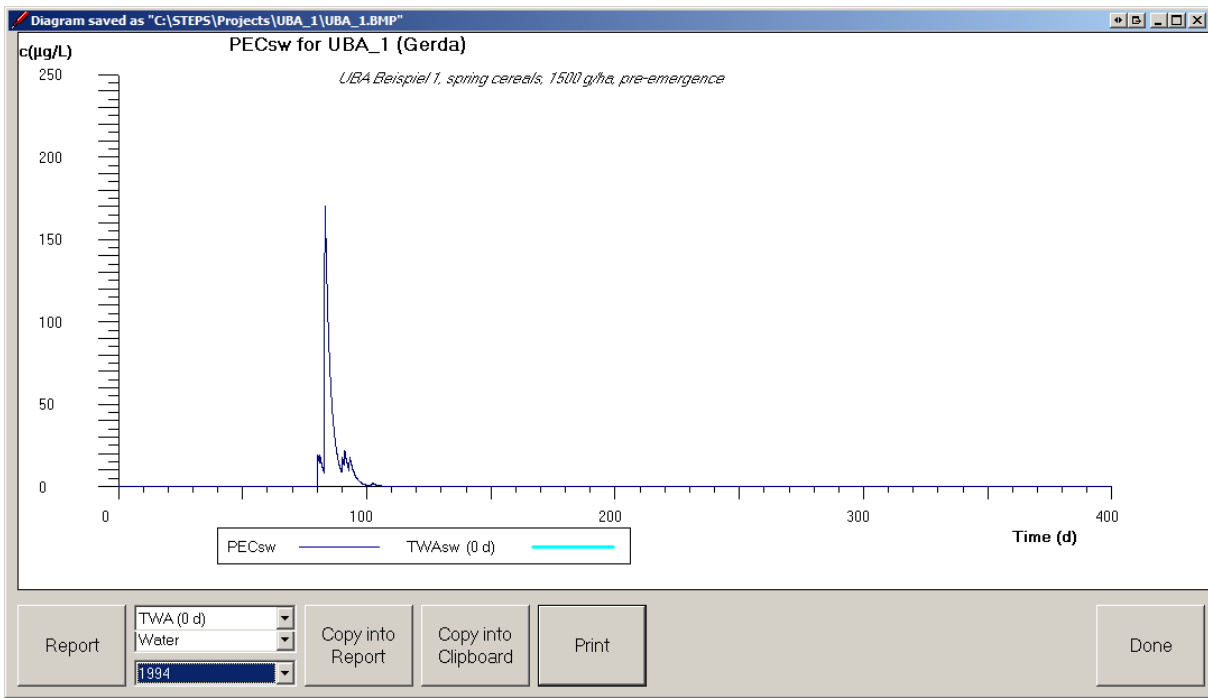 Diagram saved as "C:\STEPS\Projects\UBA_1\UBA_1.BMP"
PECsw for UBA_1 (Gerda)
c(µg/L)
UBA Beispiel 1, spring cereals, 1500 g/ha, pre-emergence
250
200
150
100
50
0
0 100 200 300 400
Time (d)
PECsw TWAsw (0 d)
Report
TWA (0 d)
Water
1994
Copy into
Report
Copy into
Clipboard
Print
Done